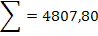 ∑ = 4807,80